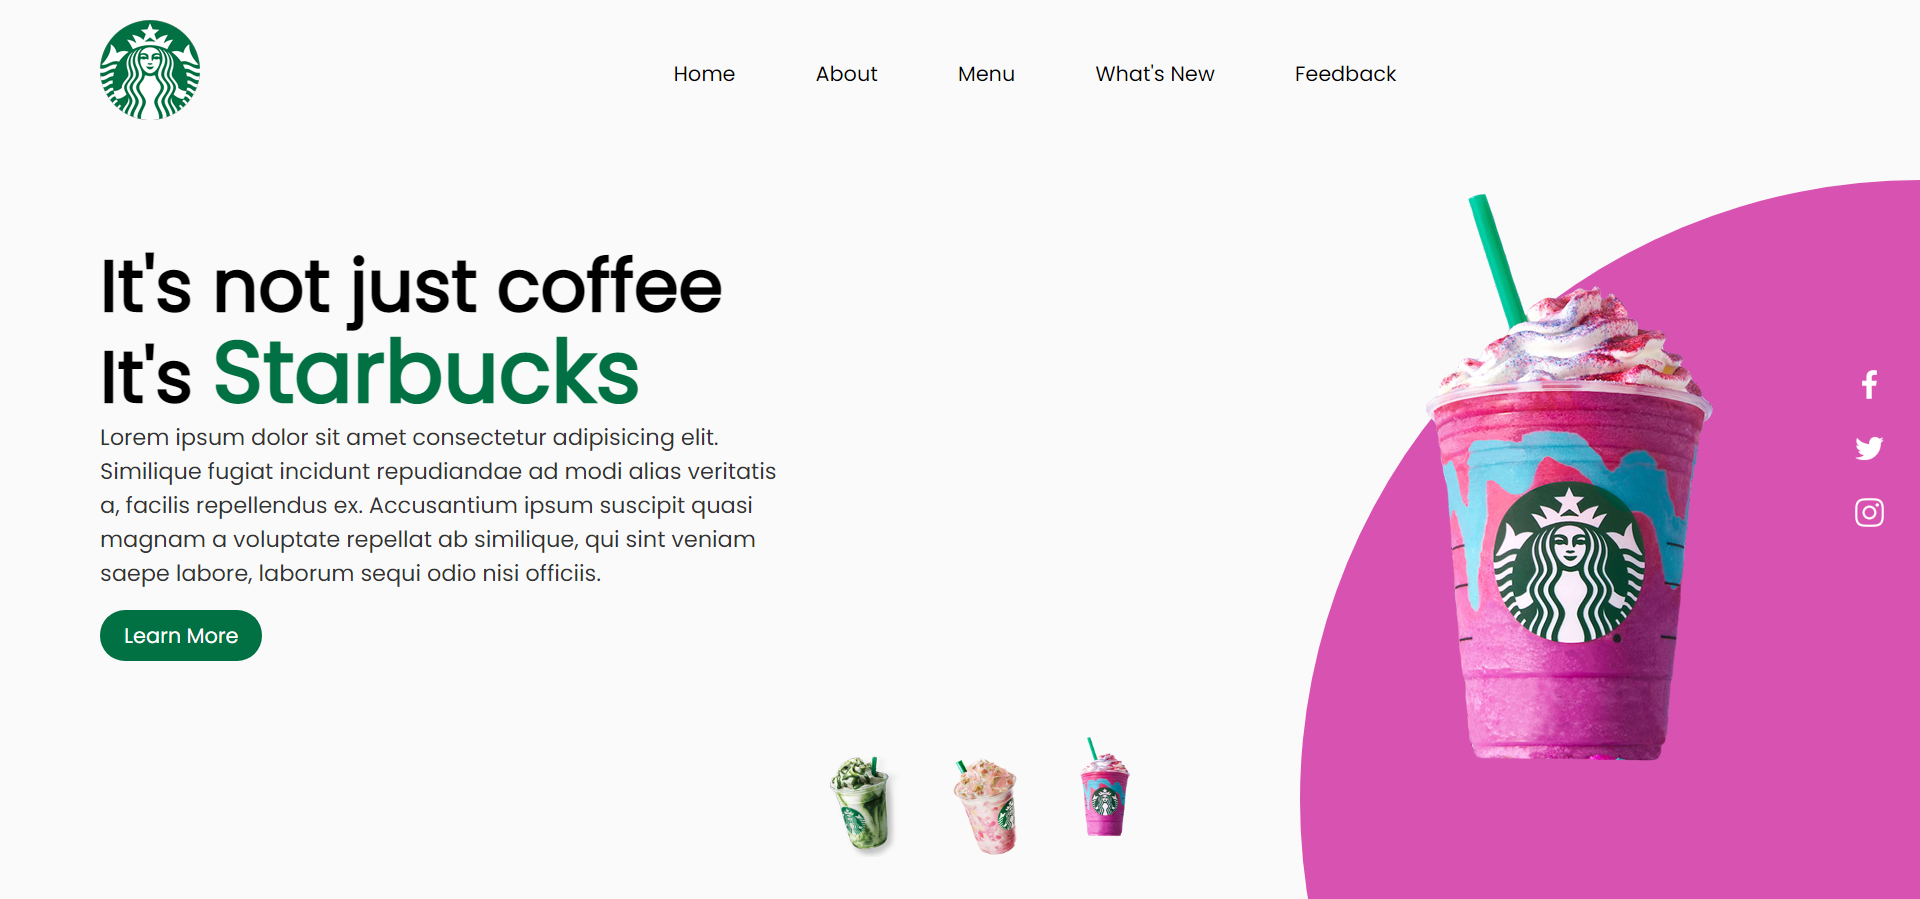 Home
About
Menu
What's New
Feedback
It's not just coffee
It's Starbucks
Lorem ipsum dolor sit amet consectetur adipisicing elit.
Similique fugiat incidunt repudiandae ad modi alias veritatis
a, facilis repellendus ex. Accusantium ipsum suscipit quasi
magnam a voluptate repellat ab similique, qui sint veniam
saepe labore, laborum sequi odio nisi officiis.
Learn More